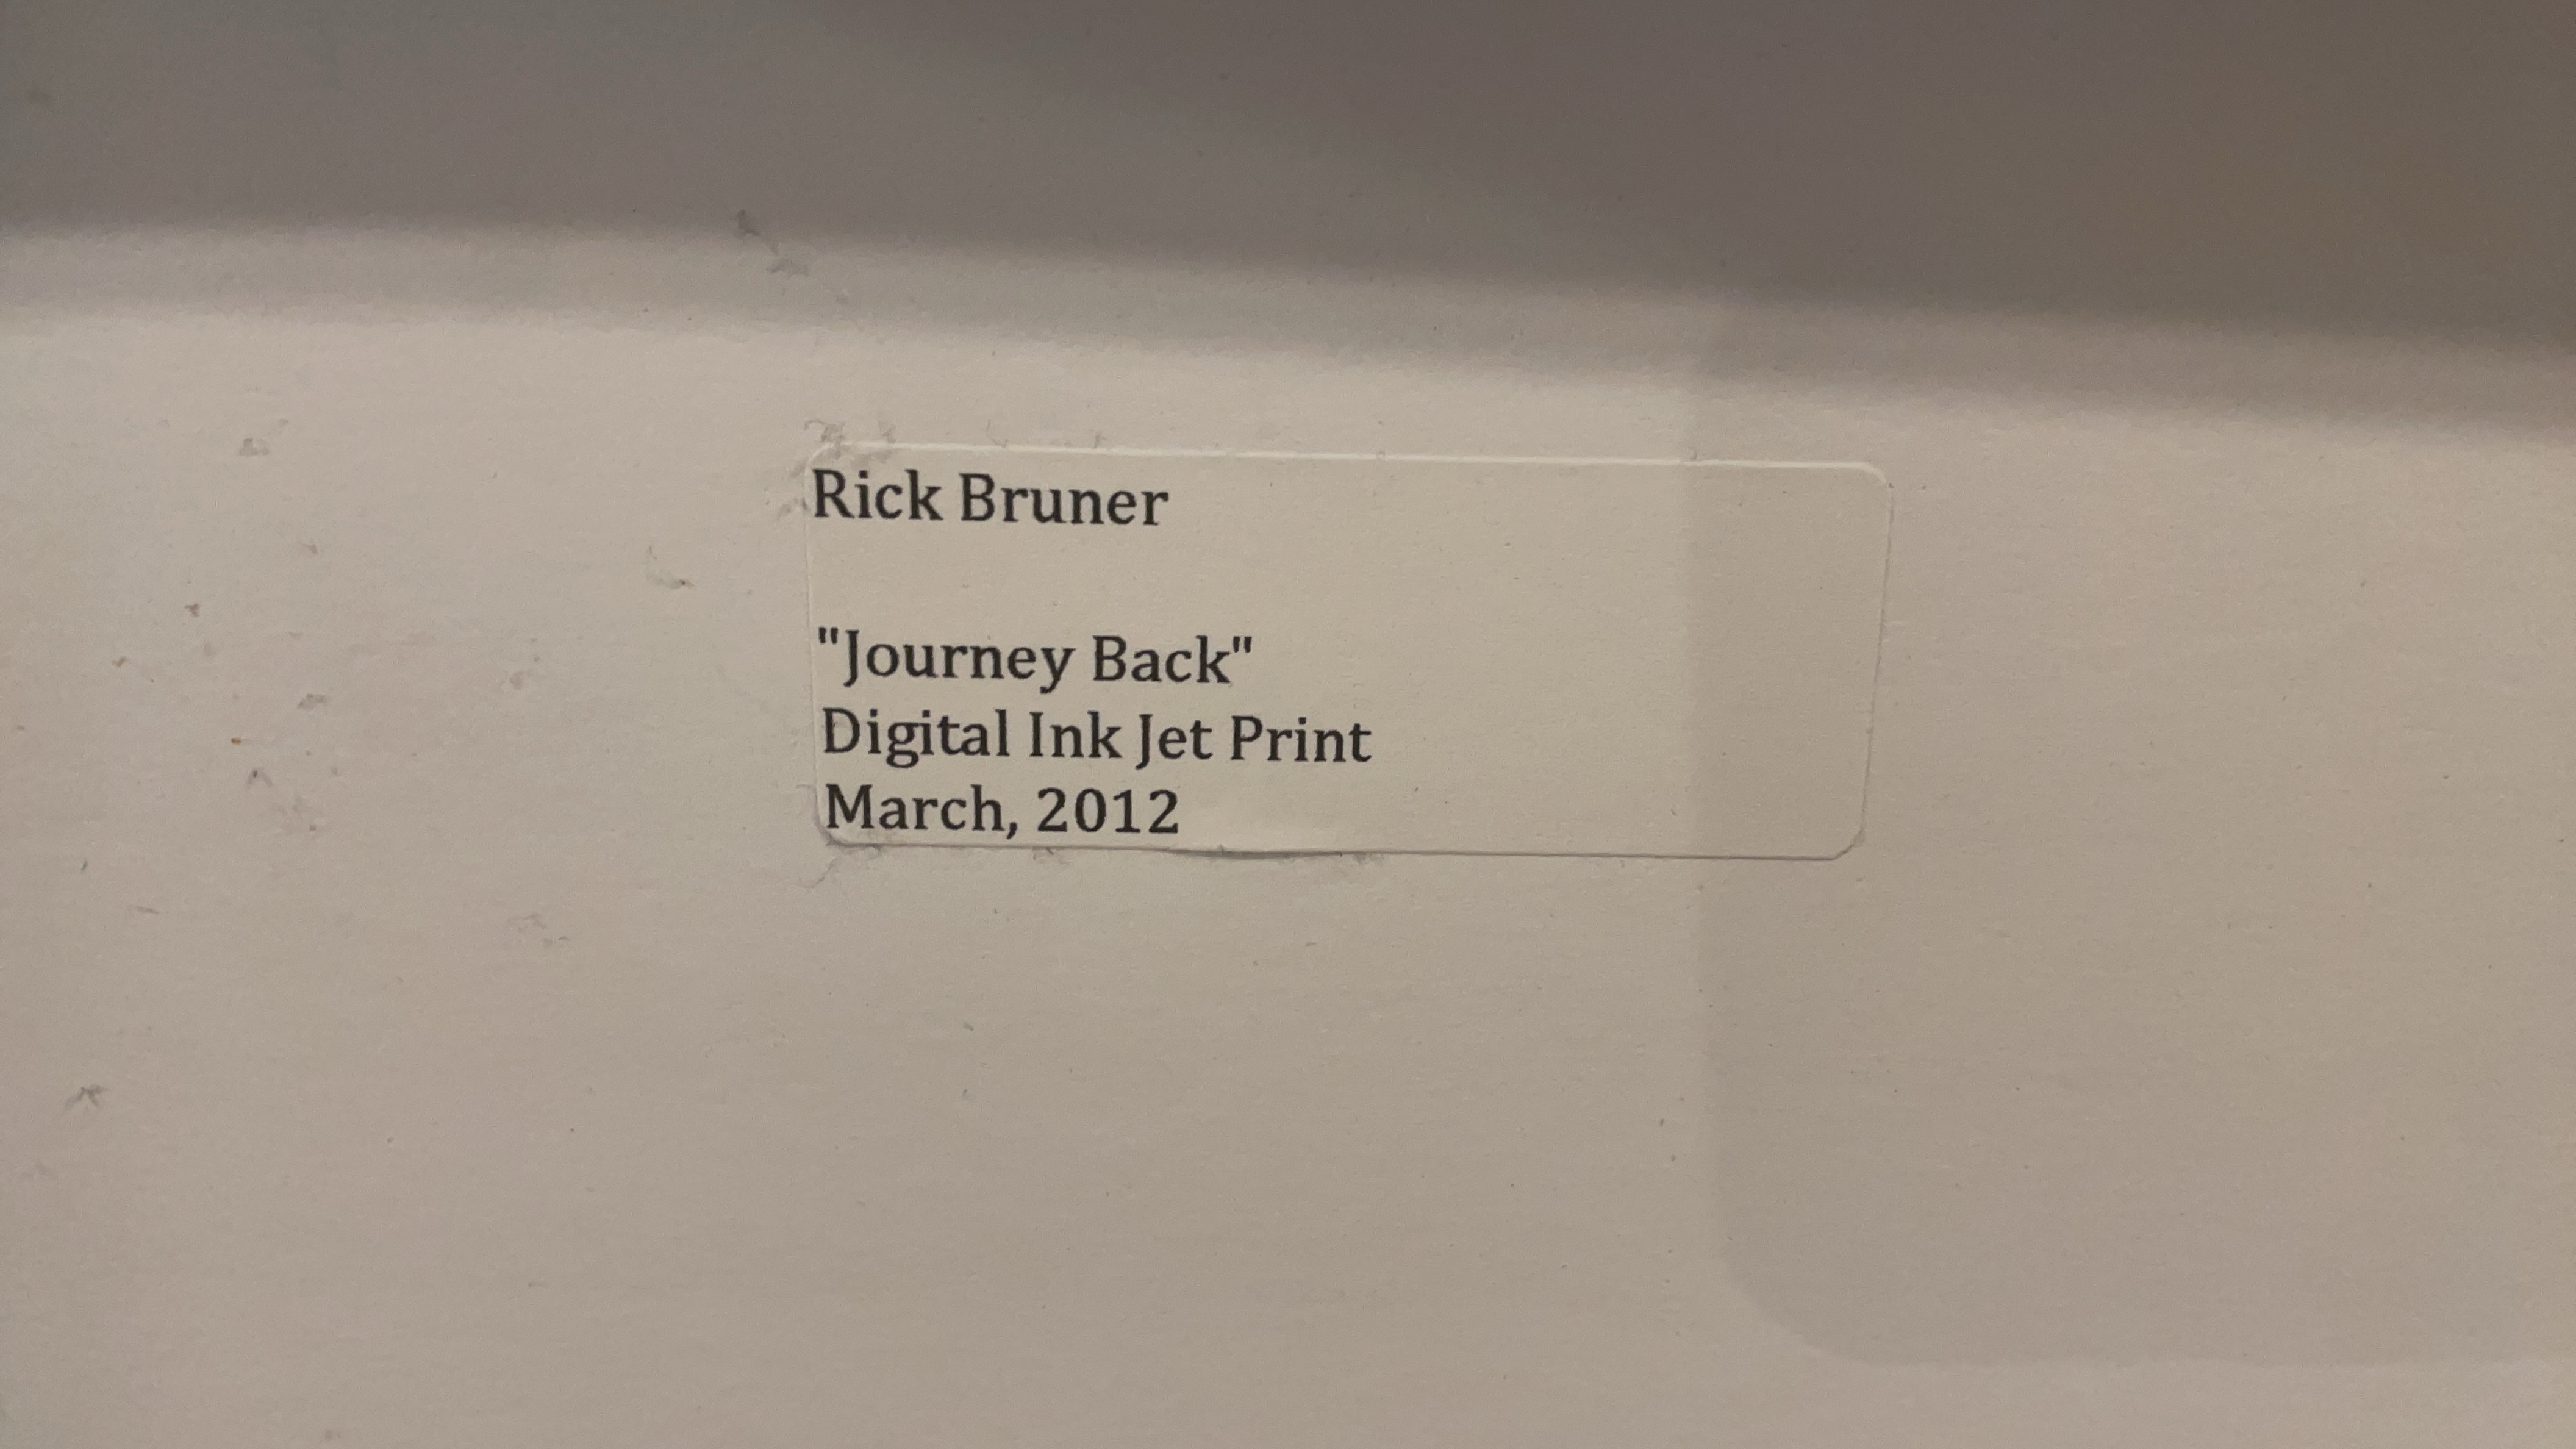 Rick Bruner
"Journey Back"
Digital Ink Jet Print
March, 2012